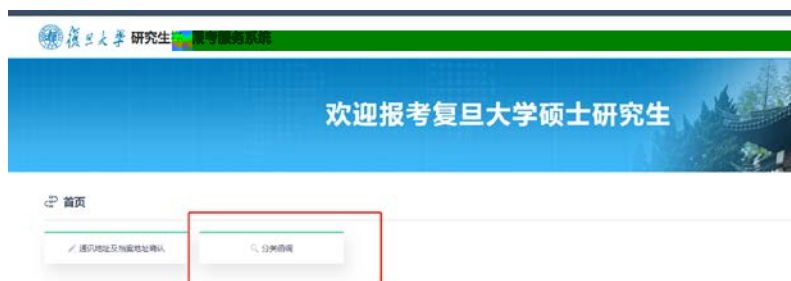 復旦大學 研究生 报考服务系统
欢迎报考复旦大学硕士研究生
首页
通讯地址及档案地址确认
分类查询